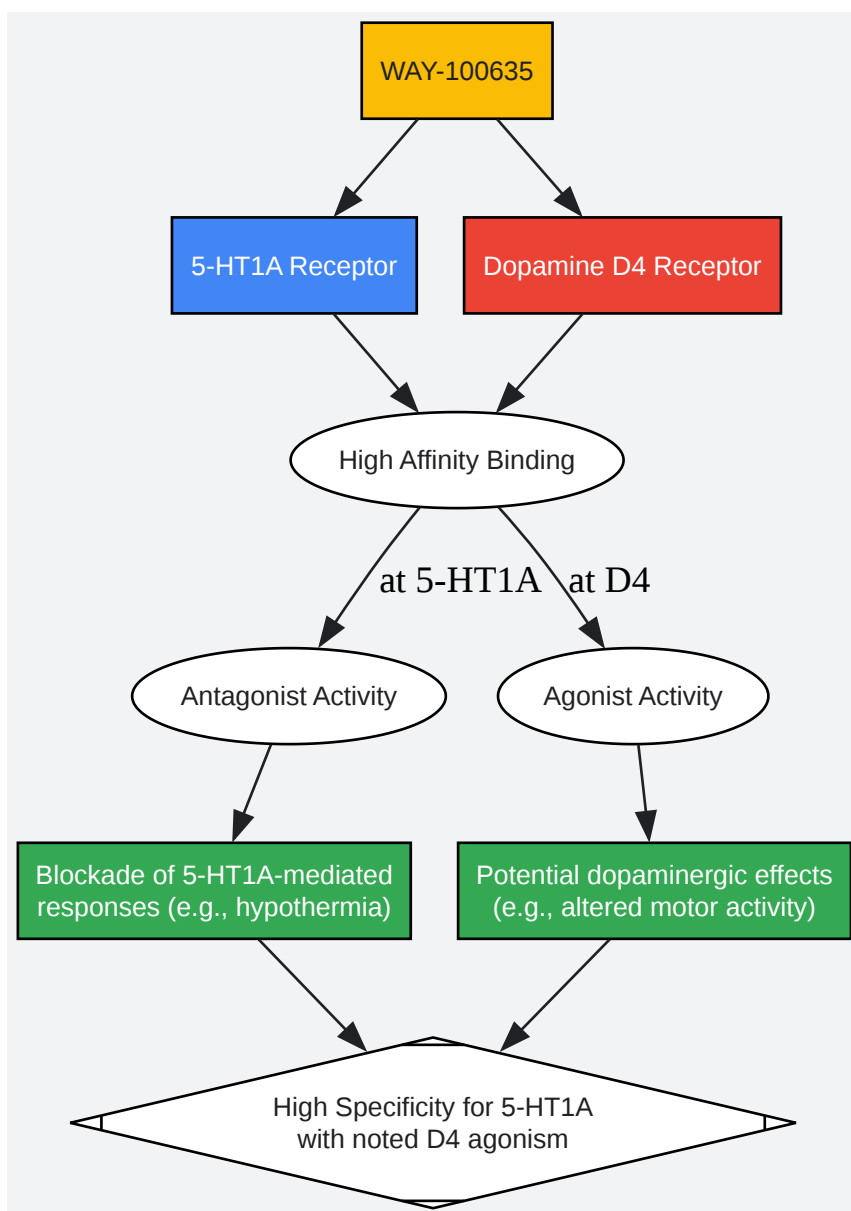 WAY-100635
5-HT1A Receptor
Dopamine D4 Receptor
High Affinity Binding
at 5-HT1A
at D4
Antagonist Activity
Agonist Activity
Blockade of 5-HT1A-mediated
responses (e.g., hypothermia)
Potential dopaminergic effects
(e.g., altered motor activity)
High Specificity for 5-HT1A
with noted D4 agonism